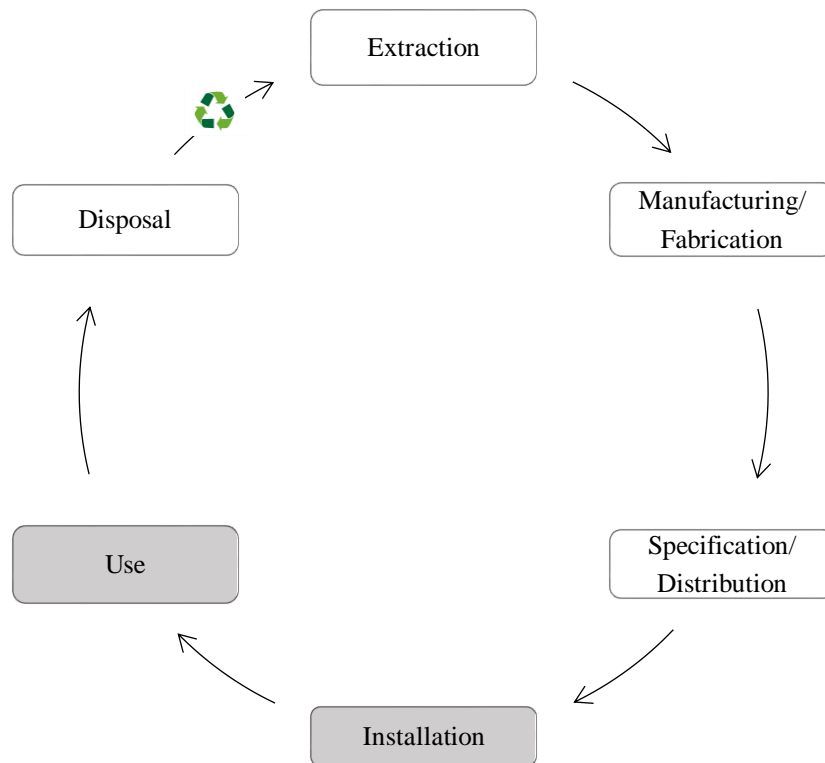 Extraction
Manufacturing/
Fabrication
Specification/
Distribution
Installation
Use
Disposal